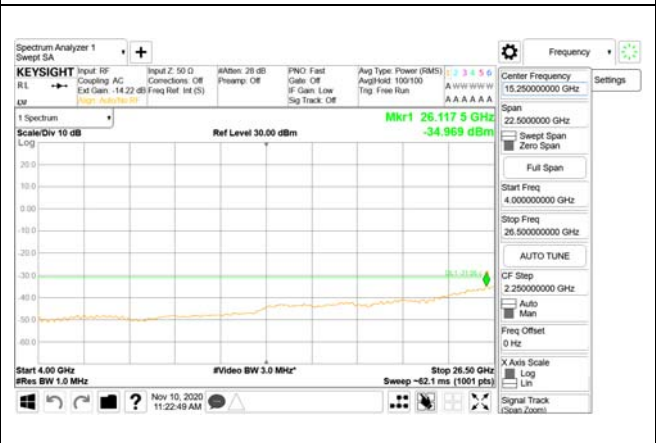 Spectrum Analyzer 1
Swept SA
Frequency
KEYSIGHT
RL
Input: RF
Coupling: AC
Ext Gain: -14.22 dB
Align: Auto/No RF
Input Z: 50 Ω
Corrections: Off
Freq Ref: Int (S)
#Atten: 28 dB
Preamp: Off
PNO: Fast
Gate: Off
IF Gain: Low
Sig Track: Off
Avg Type: Power (RMS)
Avg|Hold: 100/100
Trig: Free Run
1 2 3 4 5 6
A W W W W W
A A A A A A
1 Spectrum
Scale/Div 10 dB
Log
Ref Level 30.00 dBm
Mkr1 26.117 5 GHz
-34.969 dBm
20.0
10.0
0.00
-10.0
-20.0
-30.0
-40.0
-50.0
-60.0
Start 4.00 GHz
#Res BW 1.0 MHz
#Video BW 3.0 MHz*
Stop 26.50 GHz
Sweep ~62.1 ms (1001 pts)
Nov 10, 2020
11:22:49 AM
Center Frequency
15.250000000 GHz
Settings
Span
22.5000000 GHz
Swept Span
Zero Span
Full Span
Start Freq
4.000000000 GHz
Stop Freq
26.500000000 GHz
AUTO TUNE
CF Step
2.250000000 GHz
Auto
Man
Freq Offset
0 Hz
X Axis Scale
Log
Lin
Signal Track
(Span Zoom)